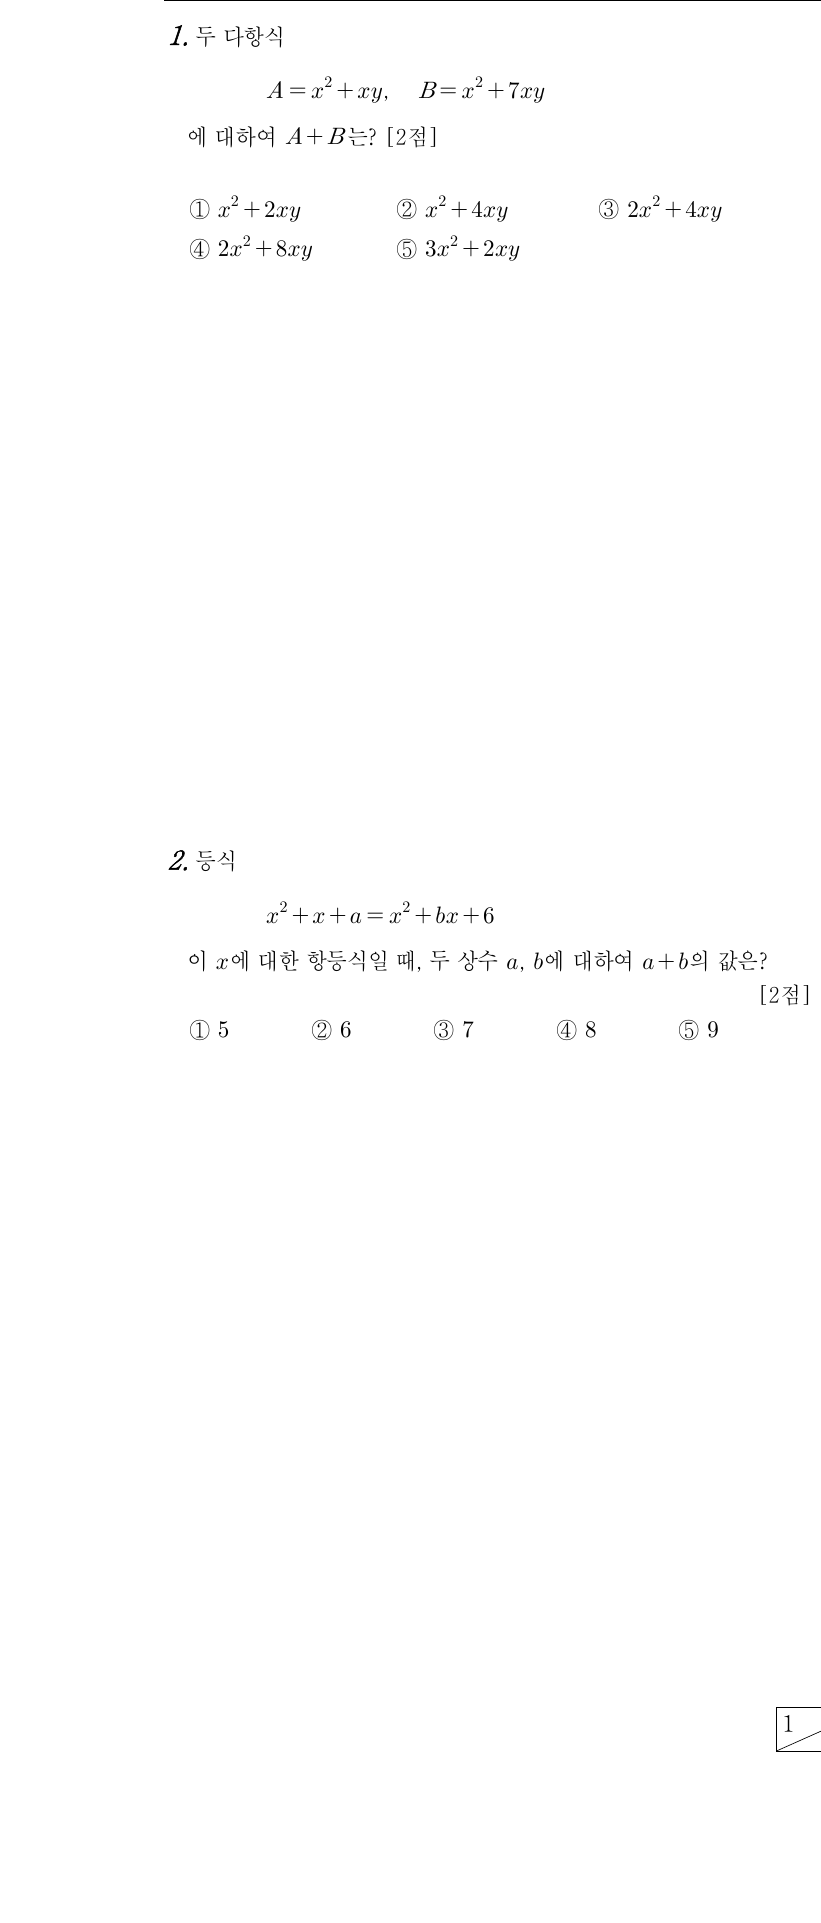 1. 두 다항식
A = x² + xy, B = x² + 7xy
에 대하여 A+B는? [2점]
① x² + 2xy ② x² + 4xy ③ 2x² + 4xy
④ 2x² + 8xy ⑤ 3x² + 2xy
2. 등식
x² + x + a = x² + bx + 6
이 x에 대한 항등식일 때, 두 상수 a, b에 대하여 a+b의 값은?
[2점]
① 5 ② 6 ③ 7 ④ 8 ⑤ 9
1